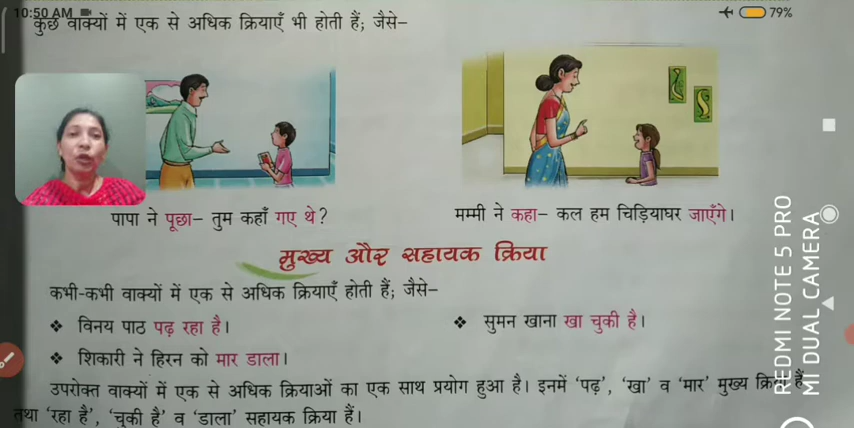 10:50 AM
79%
कुछ वाक्यों में एक से अधिक क्रियाएँ भी होती हैं; जैसे–
पापा ने पूछा– तुम कहाँ गए थे?
मम्मी ने कहा– कल हम चिड़ियाघर जाएँगे।
मुख्य और सहायक क्रिया
कभी-कभी वाक्यों में एक से अधिक क्रियाएँ होती हैं; जैसे–
❖ विनय पाठ पढ़ रहा है।
❖ सुमन खाना खा चुकी है।
❖ शिकारी ने हिरन को मार डाला।
उपरोक्त वाक्यों में एक से अधिक क्रियाओं का एक साथ प्रयोग हुआ है। इनमें ‘पढ़’, ‘खा’ व ‘मार’ मुख्य क्रिया हैं
तथा ‘रहा है’, ‘चुकी है’ व ‘डाला’ सहायक क्रिया हैं।
REDMI NOTE 5 PRO
MI DUAL CAMERA